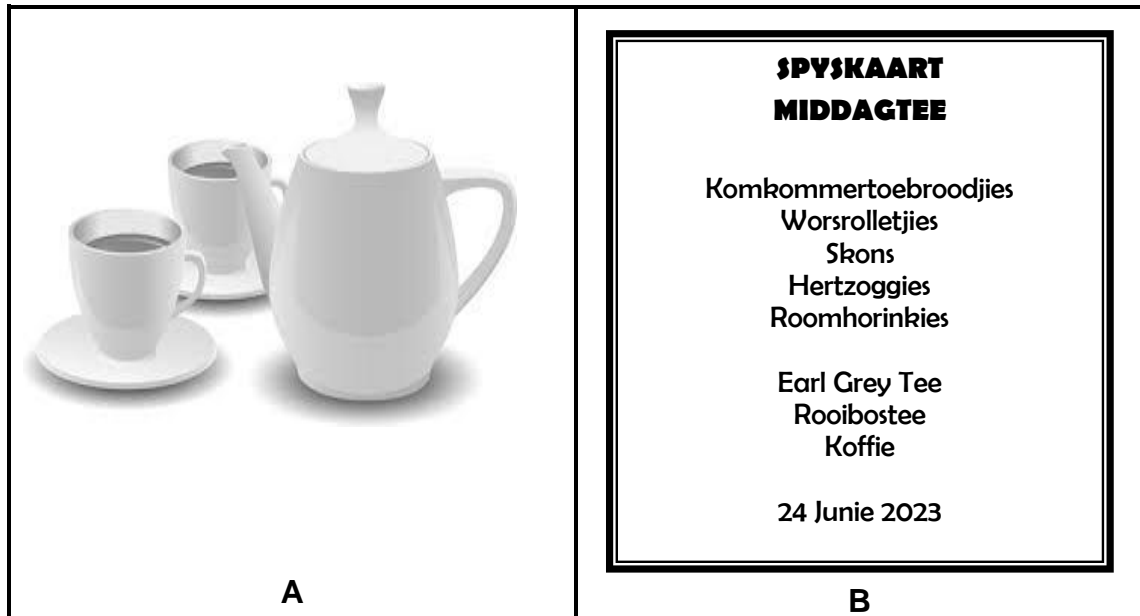 A
SPYSKAART
MIDDAGTEE
Komkommertoebroodjies
Worsrolletjies
Skons
Hertzoggies
Roomhorinkies
Earl Grey Tee
Rooibostee
Koffie
24 Junie 2023
B